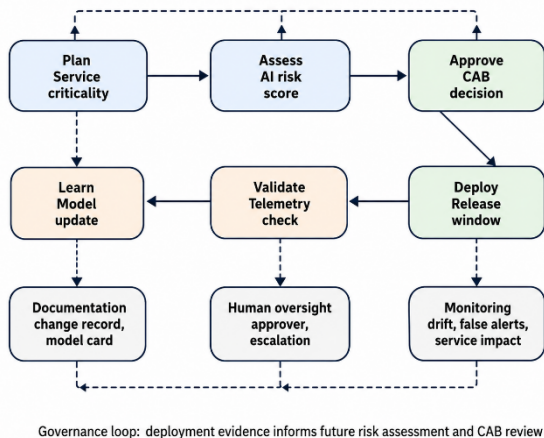 Plan
Service
criticality
Assess
AI risk
score
Approve
CAB
decision
Learn
Model
update
Validate
Telemetry
check
Deploy
Release
window
Documentation
change record,
model card
Human oversight
approver,
escalation
Monitoring
drift, false alerts,
service impact
Governance loop: deployment evidence informs future risk assessment and CAB review